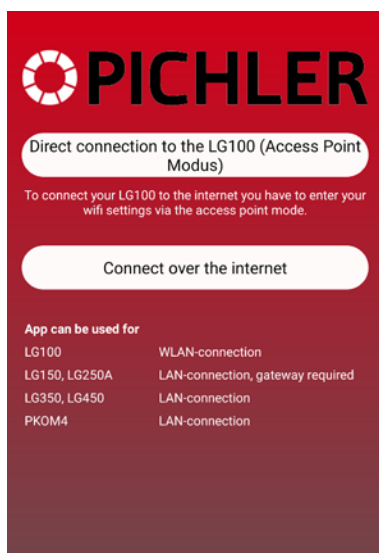 PICHLER
Direct connection to the LG100 (Access Point
Modus)
To connect your LG100 to the internet you have to enter your
wifi settings via the access point mode.
Connect over the internet
App can be used for
LG100 WLAN-connection
LG150, LG250A LAN-connection, gateway required
LG350, LG450 LAN-connection
PKOM4 LAN-connection